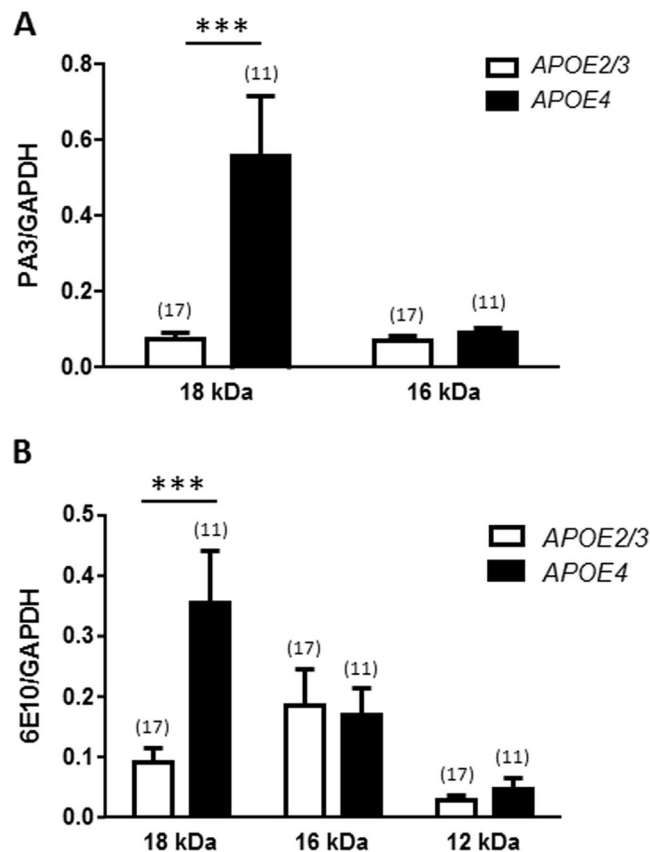 A
***
(11)
APOE2/3
APOE4
0.8
0.6
0.4
0.2
0.0
PA3/GAPDH
(17)
(17)
(11)
18 kDa
16 kDa
B
***
(11)
APOE2/3
APOE4
0.5
0.4
0.3
0.2
0.1
0.0
6E10/GAPDH
(17)
(17)
(11)
(17)
(11)
18 kDa
16 kDa
12 kDa